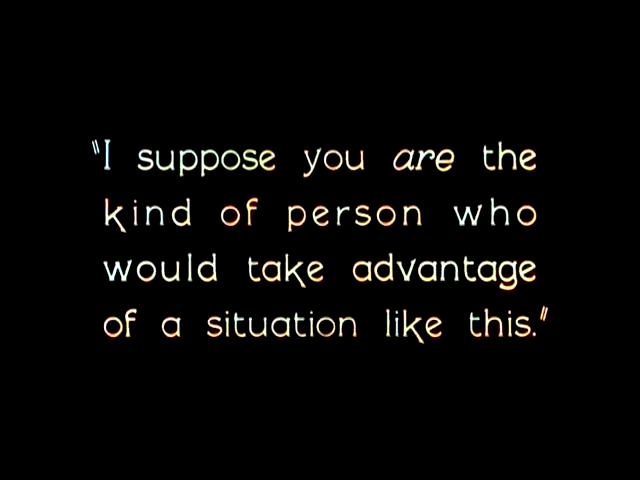 "I suppose you are the
kind of person who
would take advantage
of a situation like this."